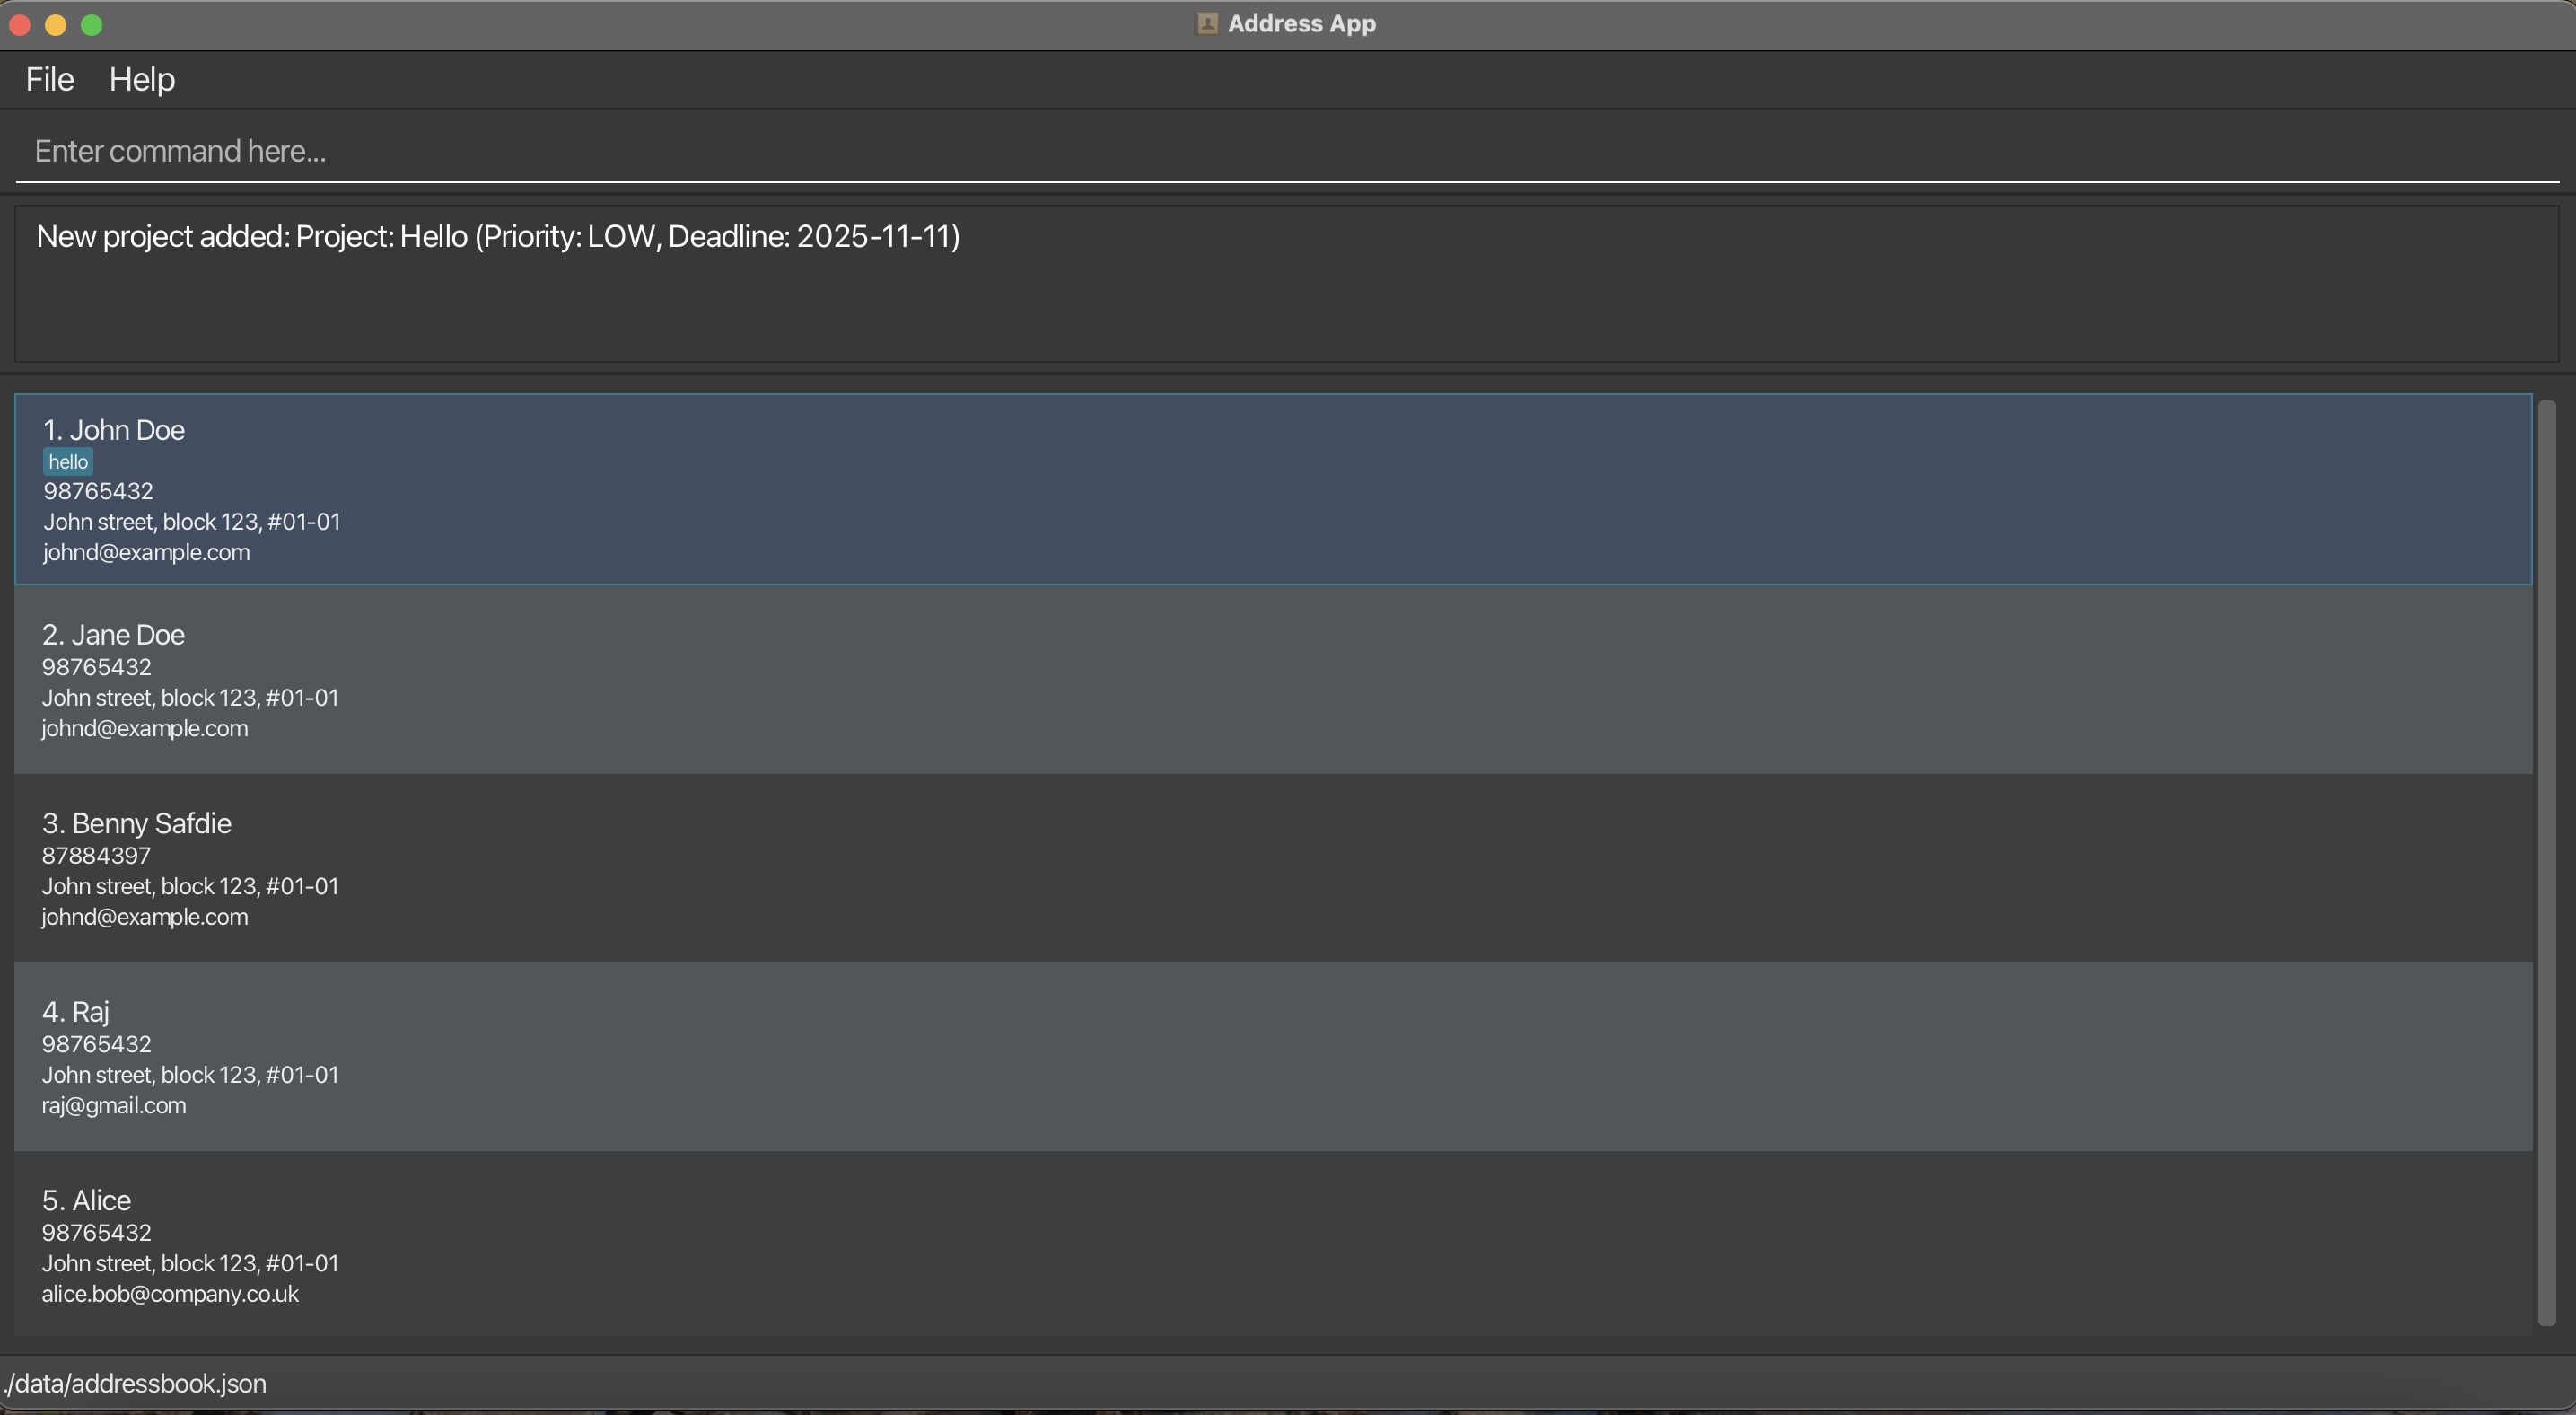 Address App
File Help
Enter command here...
New project added: Project: Hello (Priority: LOW, Deadline: 2025-11-11)
1. John Doe
hello
98765432
John street, block 123, #01-01
johnd@example.com
2. Jane Doe
98765432
John street, block 123, #01-01
johnd@example.com
3. Benny Safdie
87884397
John street, block 123, #01-01
johnd@example.com
4. Raj
98765432
John street, block 123, #01-01
raj@gmail.com
5. Alice
98765432
John street, block 123, #01-01
alice.bob@company.co.uk
./data/addressbook.json